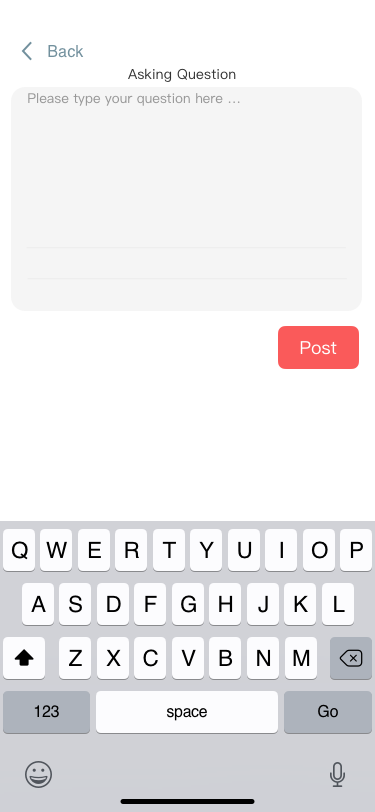 Back
Asking Question
Please type your question here ...
Post
Q W E R T Y U I O P
A S D F G H J K L
Z X C V B N M
123 space Go